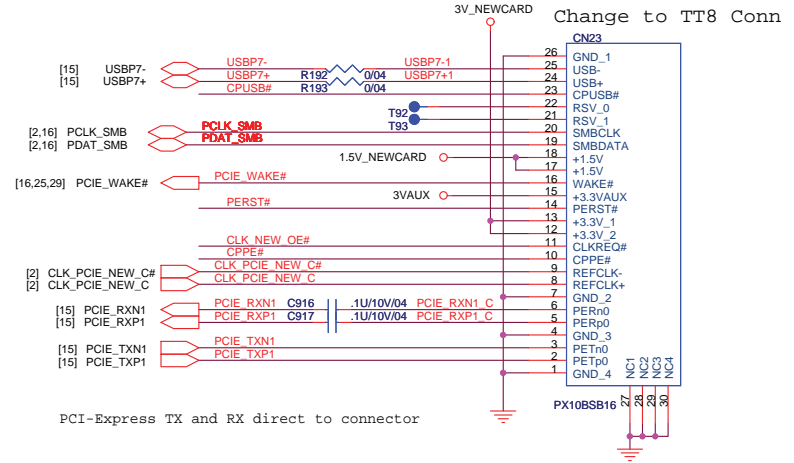 3V_NEWCARD
Change to TT8 Conn
CN23
26 GND_1
[15] USBP7- USBP7- USBP7-1 25 USB-
[15] USBP7+ USBP7+ R192 0/04 USBP7+1 24 USB+
CPUSB# R193 0/04 23 CPUSB#
T92 22 RSV_0
T93 21 RSV_1
[2,16] PCLK_SMB PCLK_SMB 20 SMBCLK
[2,16] PDAT_SMB PDAT_SMB 19 SMBDATA
1.5V_NEWCARD 18 +1.5V
17 +1.5V
[16,25,29] PCIE_WAKE# PCIE_WAKE# 16 WAKE#
3VAUX 15 +3.3VAUX
PERST# 14 PERST#
13 +3.3V_1
12 +3.3V_2
CLK_NEW_OE# 11 CLKREQ#
CPPE# 10 CPPE#
[2] CLK_PCIE_NEW_C# CLK_PCIE_NEW_C# 9 REFCLK-
[2] CLK_PCIE_NEW_C CLK_PCIE_NEW_C 8 REFCLK+
7 GND_2
[15] PCIE_RXN1 PCIE_RXN1 C916 .1U/10V/04 PCIE_RXN1_C 6 PERn0
[15] PCIE_RXP1 PCIE_RXP1 C917 .1U/10V/04 PCIE_RXP1_C 5 PERp0
4 GND_3
[15] PCIE_TXN1 PCIE_TXN1 3 PETn0
[15] PCIE_TXP1 PCIE_TXP1 2 PETp0
1 GND_4
NC1 NC2 NC3 NC4
27 28 29 30
PX10BSB16
PCI-Express TX and RX direct to connector